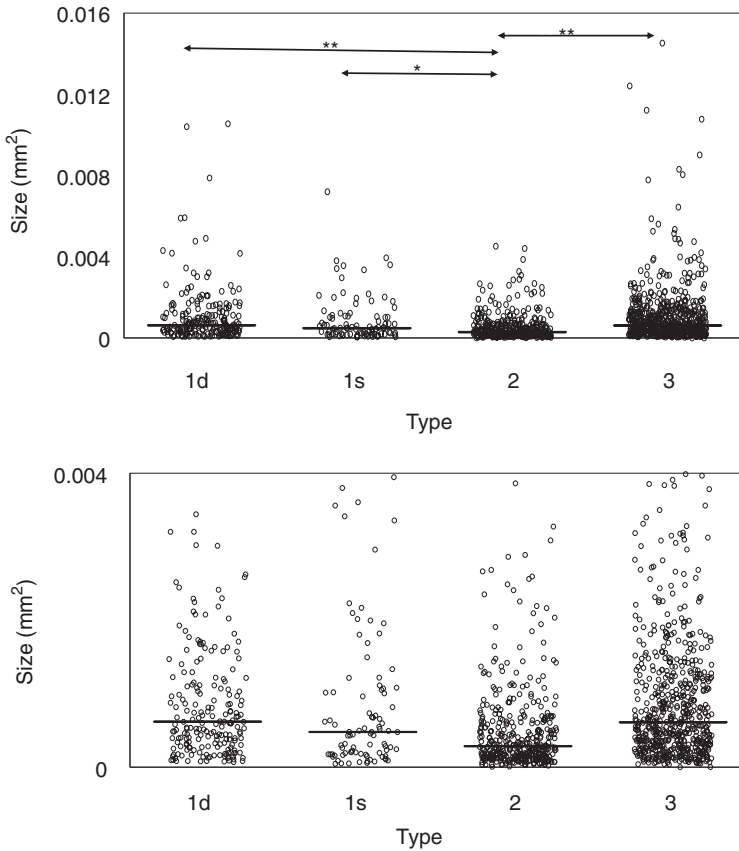 0.016
**
**
*
0.012
0.008
0.004
0
Size (mm²)
1d 1s 2 3
Type
0.004
Size (mm²)
0
1d 1s 2 3
Type